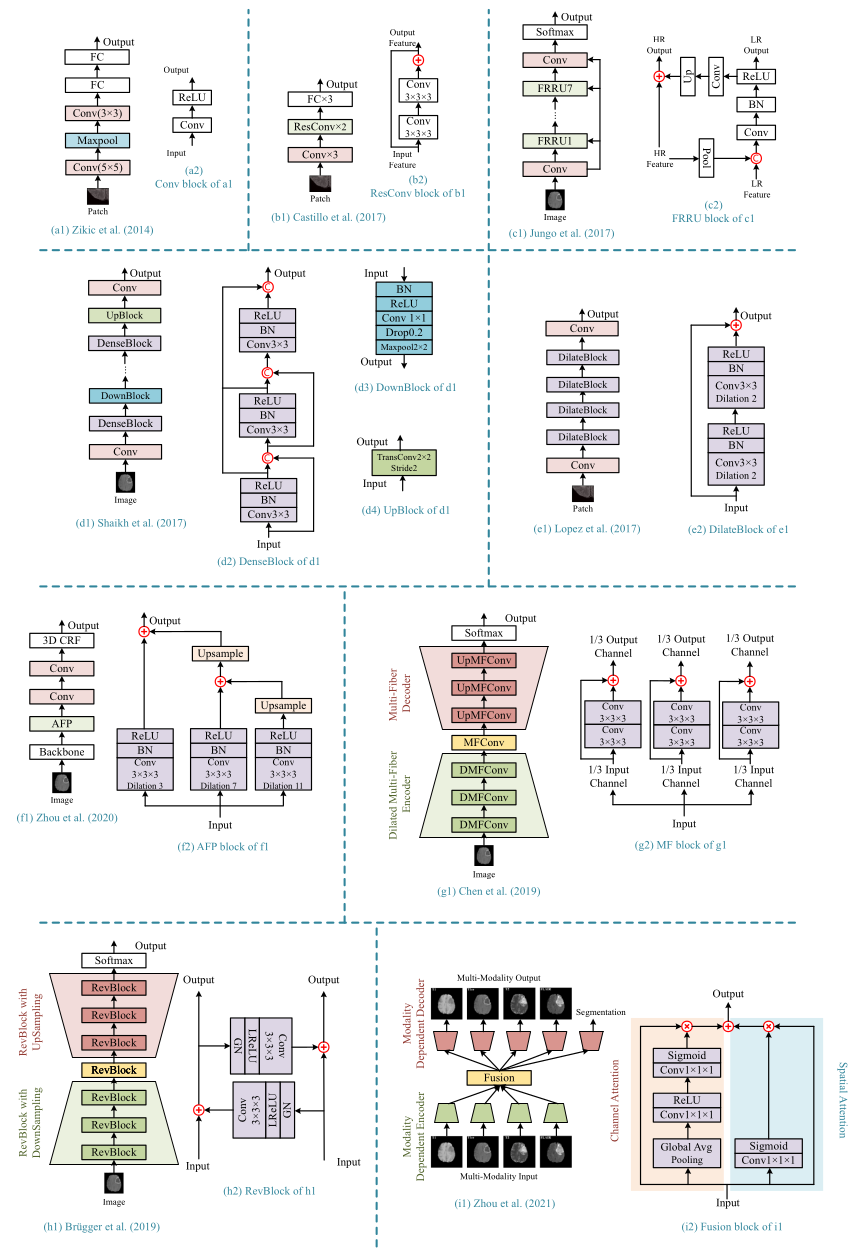 Output
FC
FC
Conv(3×3)
Maxpool
Conv(5×5)
Patch
(a1) Zikic et al. (2014)
Output
ReLU
Conv
Input
(a2)
Conv block of a1
Output
FC×3
ResConv×2
Conv×3
Patch
(b1) Castillo et al. (2017)
Output
Feature
Conv
3×3×3
Conv
3×3×3
Input
Feature
(b2)
ResConv block of b1
Output
Softmax
Conv
FRRU7
FRRU1
Conv
Image
(c1) Jungo et al. (2017)
HR
Output
LR
Output
Up
Conv
ReLU
BN
Conv
HR
Feature
Pool
C
LR
Feature
(c2)
FRRU block of c1
Output
Conv
UpBlock
DenseBlock
DownBlock
DenseBlock
Conv
Image
(d1) Shaikh et al. (2017)
Output
C
ReLU
BN
Conv3×3
C
ReLU
BN
Conv3×3
C
ReLU
BN
Conv3×3
Input
(d2) DenseBlock of d1
Input
BN
ReLU
Conv 1×1
Drop0.2
Maxpool2×2
Output
(d3) DownBlock of d1
Output
TransConv2×2
Stride2
Input
(d4) UpBlock of d1
Output
Conv
DilateBlock
DilateBlock
DilateBlock
DilateBlock
Conv
Patch
(e1) Lopez et al. (2017)
Output
ReLU
BN
Conv3×3
Dilation 2
ReLU
BN
Conv3×3
Dilation 2
Input
(e2) DilateBlock of e1
Output
3D CRF
Conv
Conv
AFP
Backbone
Image
(f1) Zhou et al. (2020)
Output
Upsample
Upsample
ReLU
BN
Conv
3×3×3
Dilation 3
ReLU
BN
Conv
3×3×3
Dilation 7
ReLU
BN
Conv
3×3×3
Dilation 11
Input
(f2) AFP block of f1
Output
Softmax
Multi-Fiber
Decoder
UpMFConv
UpMFConv
UpMFConv
MFConv
Dilated Multi-Fiber
Encoder
DMFConv
DMFConv
DMFConv
Image
(g1) Chen et al. (2019)
1/3 Output
Channel
1/3 Output
Channel
1/3 Output
Channel
Conv
3×3×3
Conv
3×3×3
Conv
3×3×3
Conv
3×3×3
Conv
3×3×3
Conv
3×3×3
1/3 Input
Channel
1/3 Input
Channel
1/3 Input
Channel
Input
(g2) MF block of g1
Output
Softmax
RevBlock with
UpSampling
RevBlock
RevBlock
RevBlock
RevBlock
RevBlock with
DownSampling
RevBlock
RevBlock
RevBlock
Image
(h1) Brügger et al. (2019)
Output
Output
GN
LReLU
Conv
3×3×3
Conv
3×3×3
LReLU
GN
Input
Input
(h2) RevBlock of h1
Multi-Modality Output
Modality
Dependent Decoder
Segmentation
Fusion
Modality
Dependent Encoder
Multi-Modality Input
(i1) Zhou et al. (2021)
Output
Channel Attention
Sigmoid
Conv1×1×1
ReLU
Conv1×1×1
Global Avg
Pooling
Sigmoid
Conv1×1×1
Spatial Attention
Input
(i2) Fusion block of i1